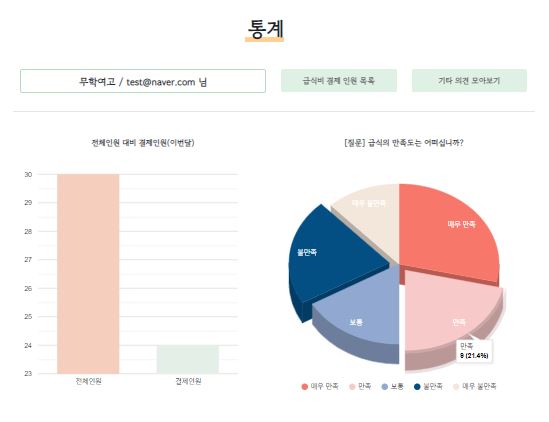 통계
무학여고 / test@naver.com 님
급식비 결제 인원 목록
기타 의견 모아보기
전체인원 대비 결제인원(이번달)
30
29
28
27
26
25
24
23
전체인원
결제인원
[질문] 급식의 만족도는 어떠십니까?
매우 불만족
매우 만족
불만족
보통
만족
만족
9 (21.4%)
매우 만족 만족 보통 불만족 매우 불만족